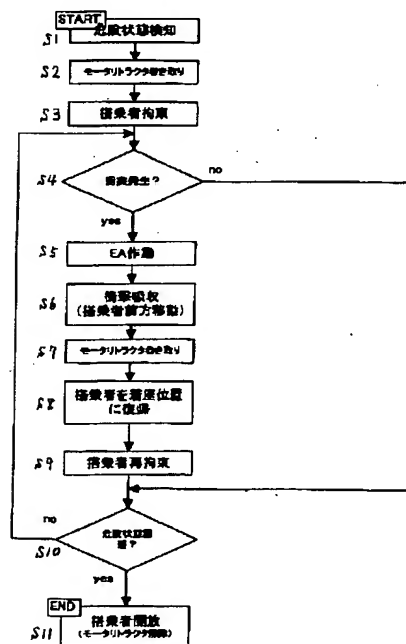 START
S1
危険状態検知
S2
モータリトラクタ巻き取り
S3
搭乗者拘束
S4
衝突発生?
no
yes
S5
EA作動
S6
衝撃吸収
(搭乗者前方移動)
S7
モータリトラクタ巻き取り
S8
搭乗者を着座位置
に復帰
S9
搭乗者再拘束
no
S10
危険状態回
避?
yes
END
S11
搭乗者開放
(モータリトラクタ解除)